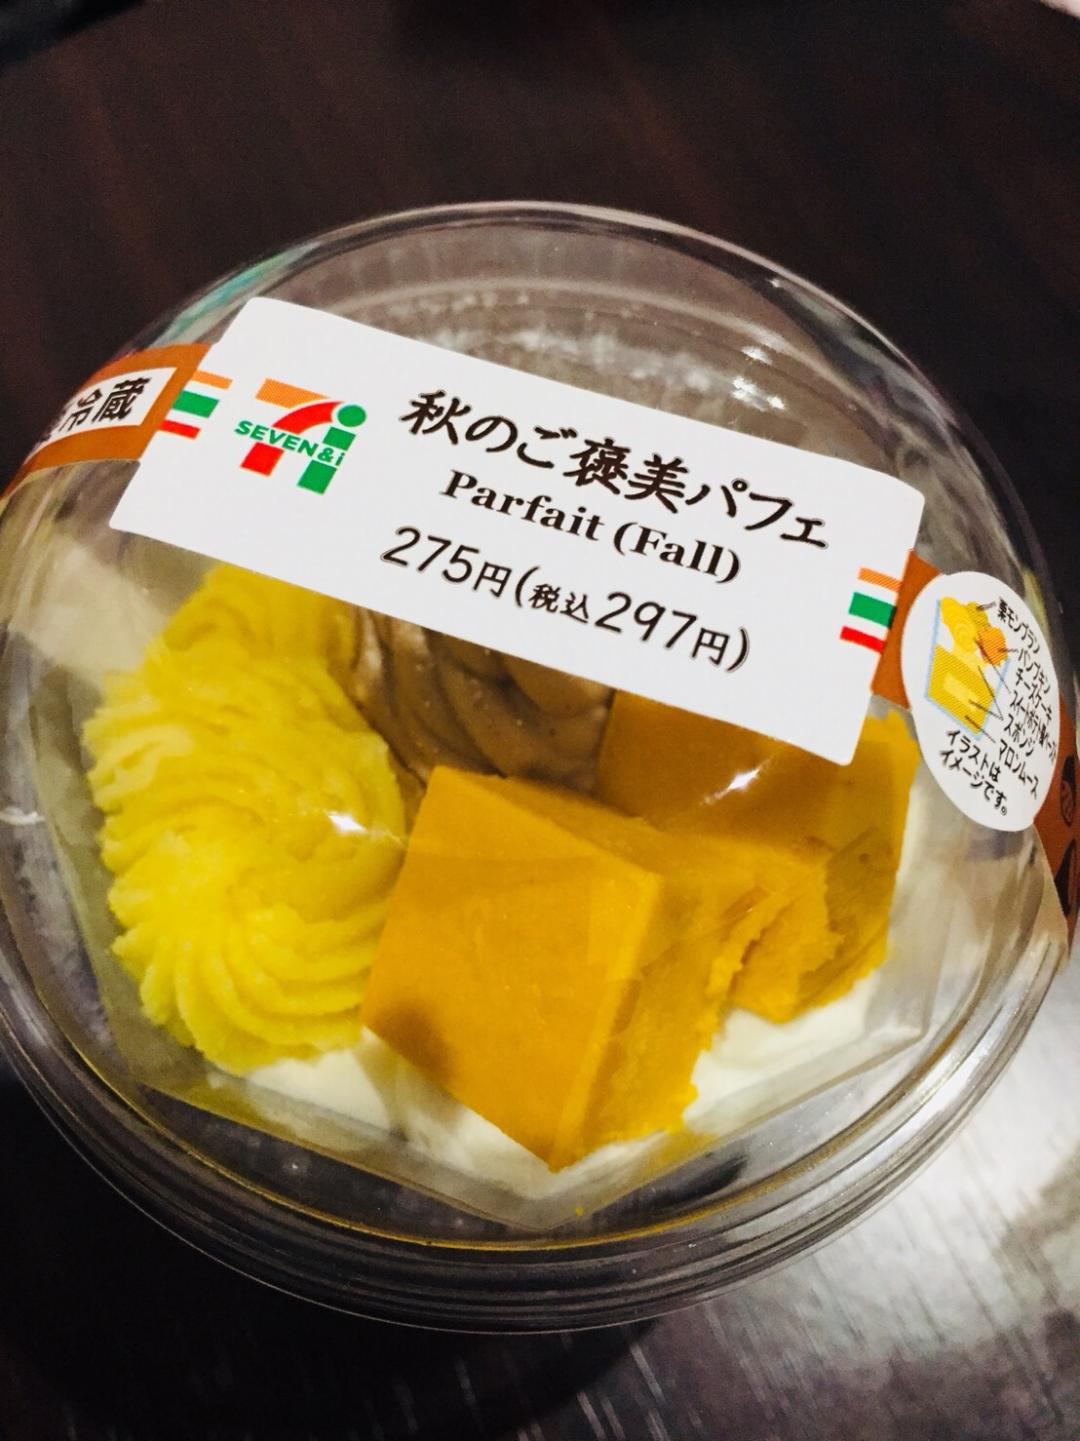 冷蔵
SEVEN&i
秋のご褒美パフェ
Parfait (Fall)
275円(税込297円)
栗モンブラン
パンプキン
チーズケーキ
スポンジ
マロンムース
イラストは
イメージです。